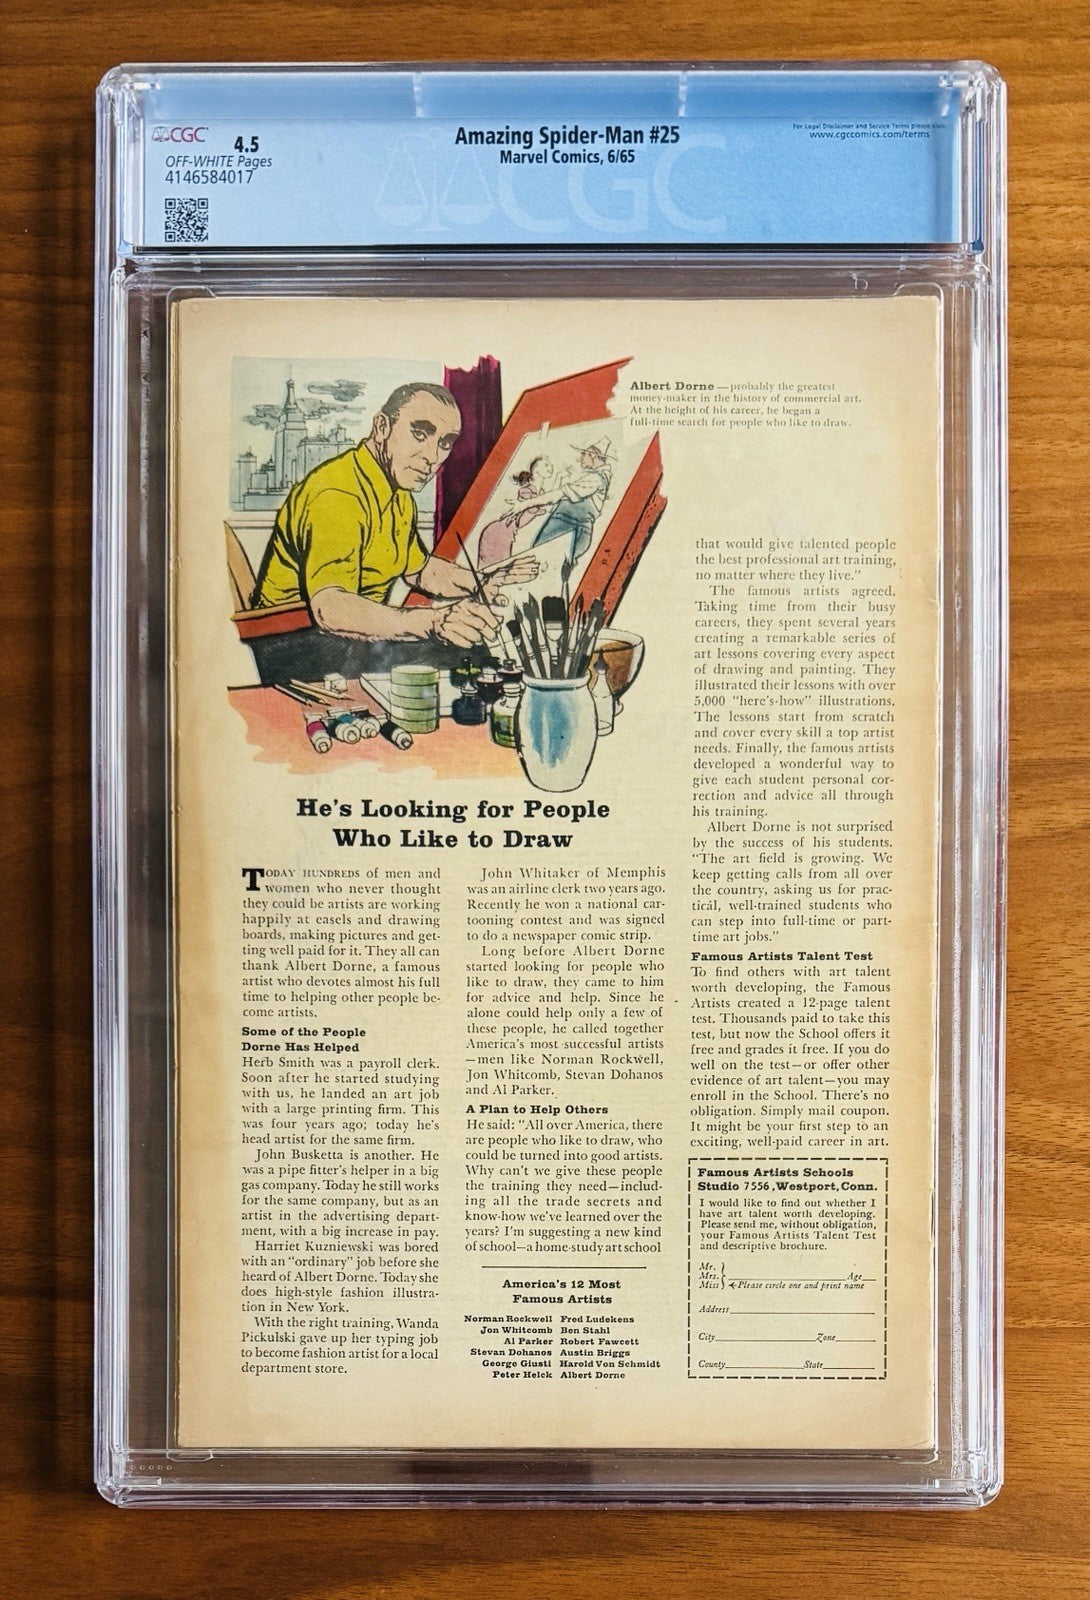 CGC
4.5
OFF-WHITE Pages
4146584017
Amazing Spider-Man #25
Marvel Comics, 6/65
For Legal Disclaimer and Service Terms please visit:
www.cgccomics.com/terms
CGC
Albert Dorne — probably the greatest
money-maker in the history of commercial art.
At the height of his career, he began a
full-time search for people who like to draw.
He's Looking for People
Who Like to Draw
TODAY HUNDREDS of men and
women who never thought
they could be artists are working
happily at easels and drawing
boards, making pictures and get-
ting well paid for it. They all can
thank Albert Dorne, a famous
artist who devotes almost his full
time to helping other people be-
come artists.
Some of the People
Dorne Has Helped
Herb Smith was a payroll clerk.
Soon after he started studying
with us, he landed an art job
with a large printing firm. This
was four years ago; today he's
head artist for the same firm.
John Busketta is another. He
was a pipe fitter's helper in a big
gas company. Today he still works
for the same company, but as an
artist in the advertising depart-
ment, with a big increase in pay.
Harriet Kuzniewski was bored
with an "ordinary" job before she
heard of Albert Dorne. Today she
does high-style fashion illustra-
tion in New York.
With the right training, Wanda
Pickulski gave up her typing job
to become fashion artist for a local
department store.
John Whitaker of Memphis
was an airline clerk two years ago.
Recently he won a national car-
tooning contest and was signed
to do a newspaper comic strip.
Long before Albert Dorne
started looking for people who
like to draw, they came to him
for advice and help. Since he
alone could help only a few of
these people, he called together
America's most successful artists
—men like Norman Rockwell,
Jon Whitcomb, Stevan Dohanos
and Al Parker.
A Plan to Help Others
He said: "All over America, there
are people who like to draw, who
could be turned into good artists.
Why can't we give these people
the training they need—includ-
ing all the trade secrets and
know-how we've learned over the
years? I'm suggesting a new kind
of school—a home-study art school
America's 12 Most
Famous Artists
Norman Rockwell Fred Ludekens
Jon Whitcomb Ben Stahl
Al Parker Robert Fawcett
Stevan Dohanos Austin Briggs
George Giusti Harold Von Schmidt
Peter Helck Albert Dorne
that would give talented people
the best professional art training,
no matter where they live."
The famous artists agreed.
Taking time from their busy
careers, they spent several years
creating a remarkable series of
art lessons covering every aspect
of drawing and painting. They
illustrated their lessons with over
5,000 "here's-how" illustrations.
The lessons start from scratch
and cover every skill a top artist
needs. Finally, the famous artists
developed a wonderful way to
give each student personal cor-
rection and advice all through
his training.
Albert Dorne is not surprised
by the success of his students.
"The art field is growing. We
keep getting calls from all over
the country, asking us for prac-
tical, well-trained students who
can step into full-time or part-
time art jobs."
Famous Artists Talent Test
To find others with art talent
worth developing, the Famous
Artists created a 12-page talent
test. Thousands paid to take this
test, but now the School offers it
free and grades it free. If you do
well on the test—or offer other
evidence of art talent—you may
enroll in the School. There's no
obligation. Simply mail coupon.
It might be your first step to an
exciting, well-paid career in art.
Famous Artists Schools
Studio 7556, Westport, Conn.
I would like to find out whether I
have art talent worth developing.
Please send me, without obligation,
your Famous Artists Talent Test
and descriptive brochure.
Mr.
Mrs. Age
Miss Please circle one and print name
Address
City Zone
County State